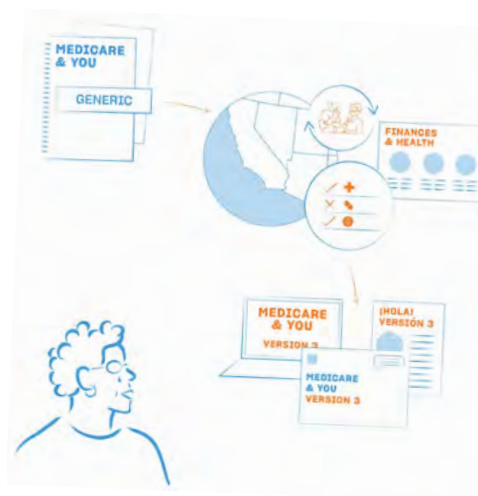 MEDICARE
& YOU
GENERIC
FINANCES
& HEALTH
MEDICARE
& YOU
VERSION 3
¡HOLA!
VERSIÓN 3
MEDICARE
& YOU
VERSION 3